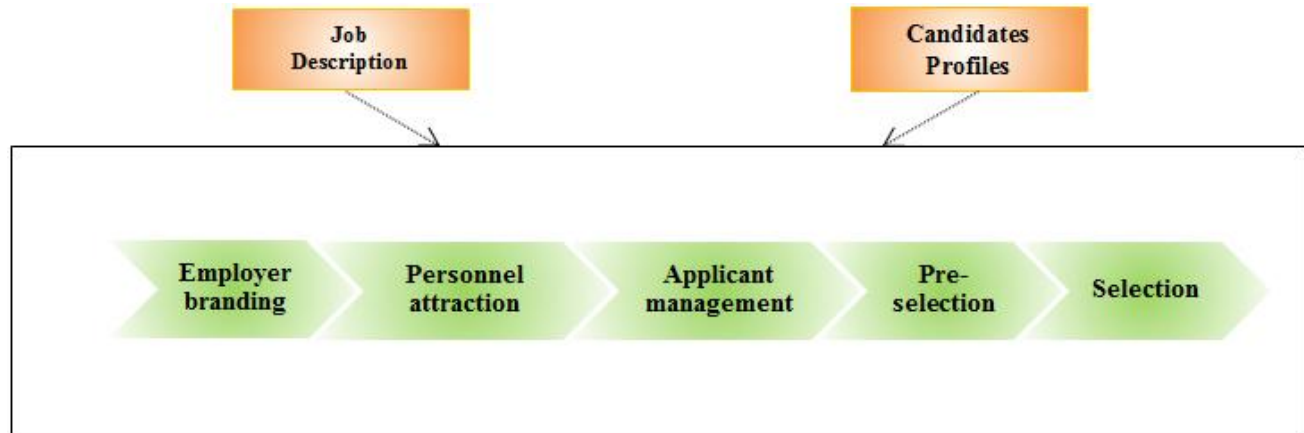 Job
Description
Candidates
Profiles
Employer
branding
Personnel
attraction
Applicant
management
Pre-
selection
Selection